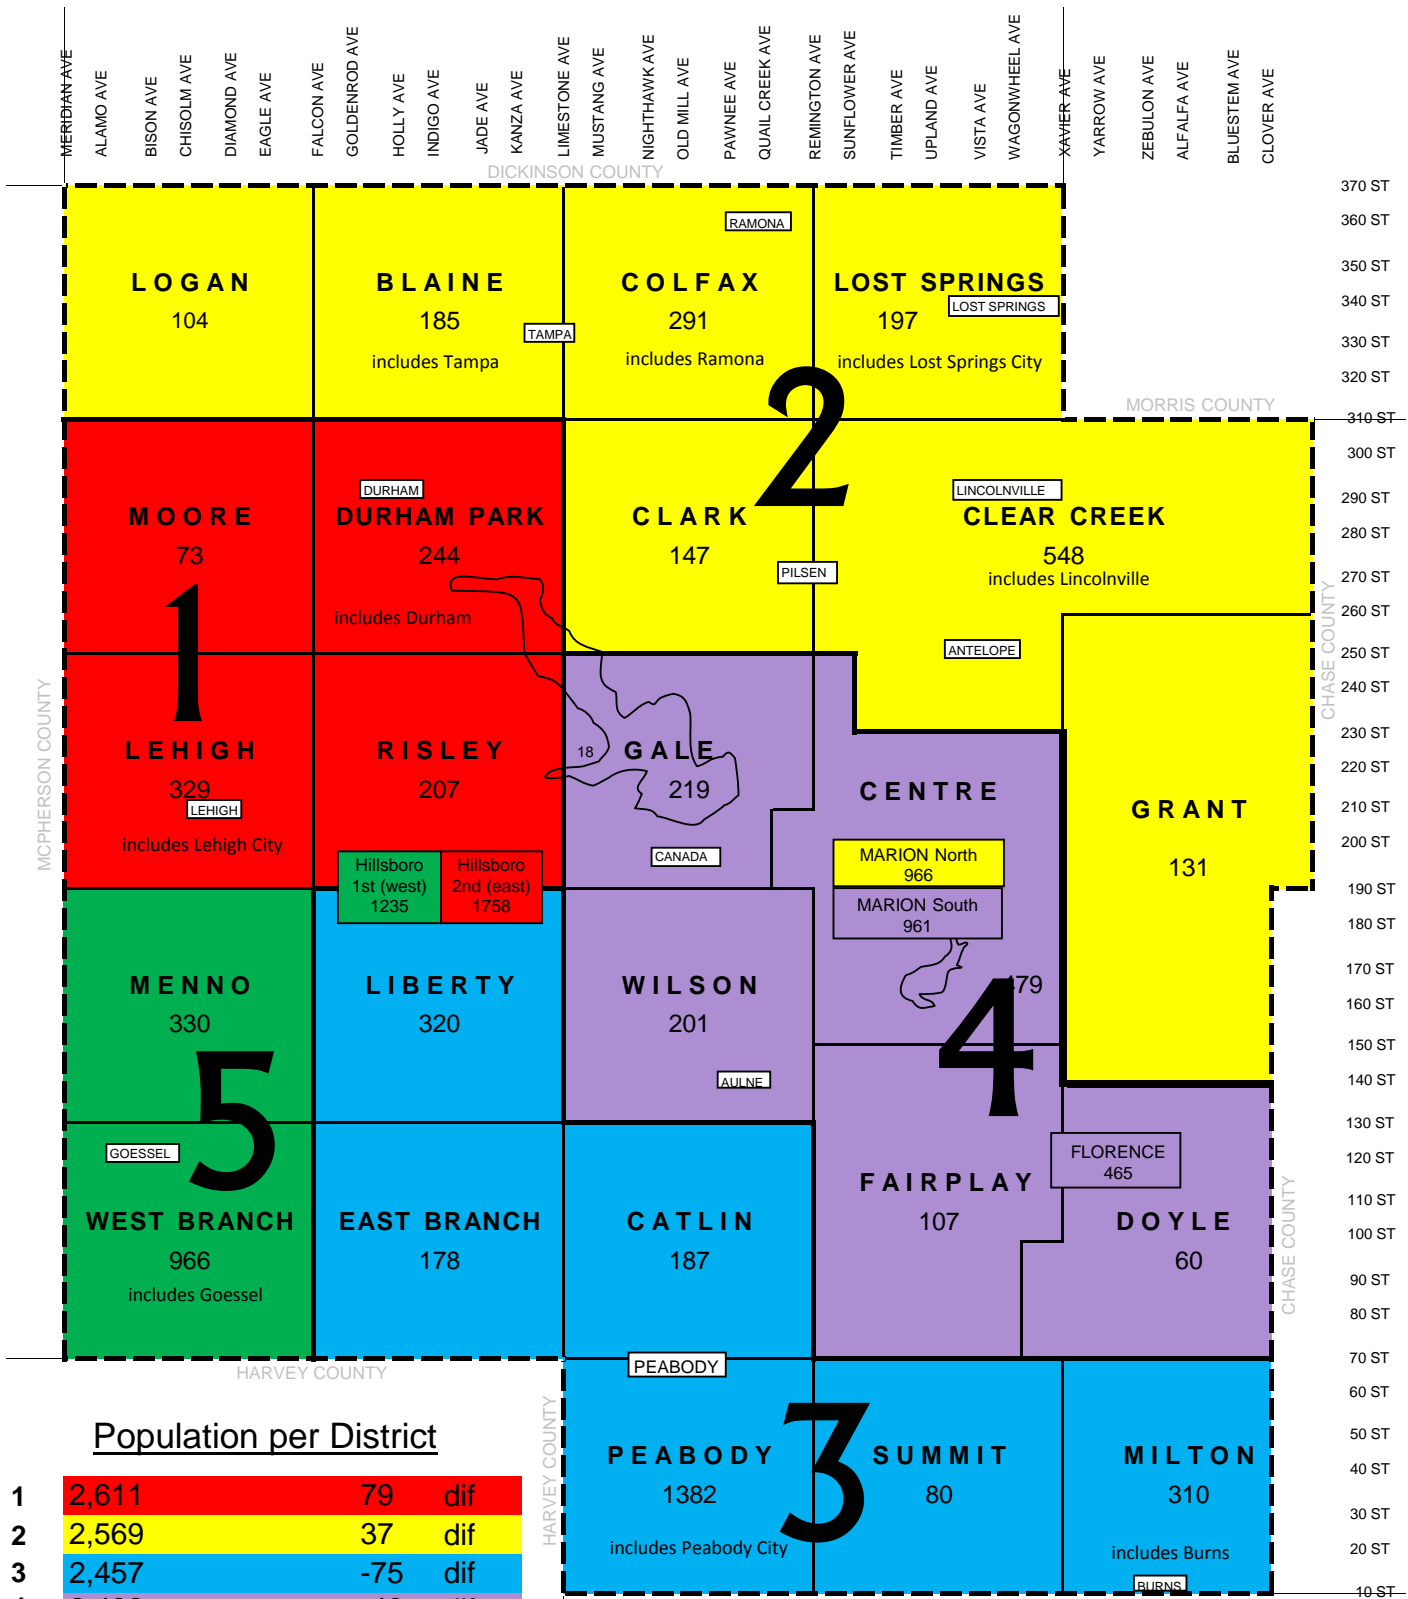 MERIDIAN AVE
ALAMO AVE
BISON AVE
CHISOLM AVE
DIAMOND AVE
EAGLE AVE
FALCON AVE
GOLDENROD AVE
HOLLY AVE
INDIGO AVE
JADE AVE
KANZA AVE
LIMESTONE AVE
MUSTANG AVE
NIGHTHAWK AVE
OLD MILL AVE
PAWNEE AVE
QUAIL CREEK AVE
REMINGTON AVE
SUNFLOWER AVE
TIMBER AVE
UPLAND AVE
VISTA AVE
WAGONWHEEL AVE
XAVIER AVE
YARROW AVE
ZEBULON AVE
ALFALFA AVE
BLUESTEM AVE
CLOVER AVE
DICKINSON COUNTY
370 ST
360 ST
350 ST
340 ST
330 ST
320 ST
310 ST
300 ST
290 ST
280 ST
270 ST
260 ST
250 ST
240 ST
230 ST
220 ST
210 ST
200 ST
190 ST
180 ST
170 ST
160 ST
150 ST
140 ST
130 ST
120 ST
110 ST
100 ST
90 ST
80 ST
70 ST
60 ST
50 ST
40 ST
30 ST
20 ST
10 ST
LOGAN
104
BLAINE
185
includes Tampa
TAMPA
RAMONA
COLFAX
291
includes Ramona
LOST SPRINGS
LOST SPRINGS
197
includes Lost Springs City
MORRIS COUNTY
2
MOORE
73
DURHAM
DURHAM PARK
244
includes Durham
CLARK
147
PILSEN
LINCOLNVILLE
CLEAR CREEK
548
includes Lincolnville
ANTELOPE
CHASE COUNTY
1
MCPHERSON COUNTY
LEHIGH
329
LEHIGH
includes Lehigh City
RISLEY
207
18
GALE
219
CANADA
CENTRE
GRANT
131
Hillsboro
1st (west)
1235
Hillsboro
2nd (east)
1758
MARION North
966
MARION South
961
479
MENNO
330
LIBERTY
320
WILSON
201
AULNE
4
5
GOESSEL
WEST BRANCH
966
includes Goessel
EAST BRANCH
178
CATLIN
187
FAIRPLAY
107
FLORENCE
465
DOYLE
60
CHASE COUNTY
HARVEY COUNTY
PEABODY
HARVEY COUNTY
PEABODY
1382
includes Peabody City
3
SUMMIT
80
MILTON
310
includes Burns
BURNS
Population per District
1 2,611 79 dif
2 2,569 37 dif
3 2,457 -75 dif